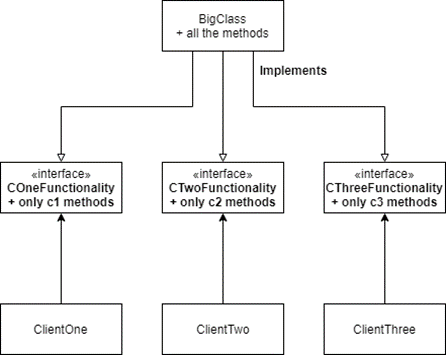 BigClass
+ all the methods
Implements
«interface»
COneFunctionality
+ only c1 methods
«interface»
CTwoFunctionality
+ only c2 methods
«interface»
CThreeFunctionality
+ only c3 methods
ClientOne
ClientTwo
ClientThree